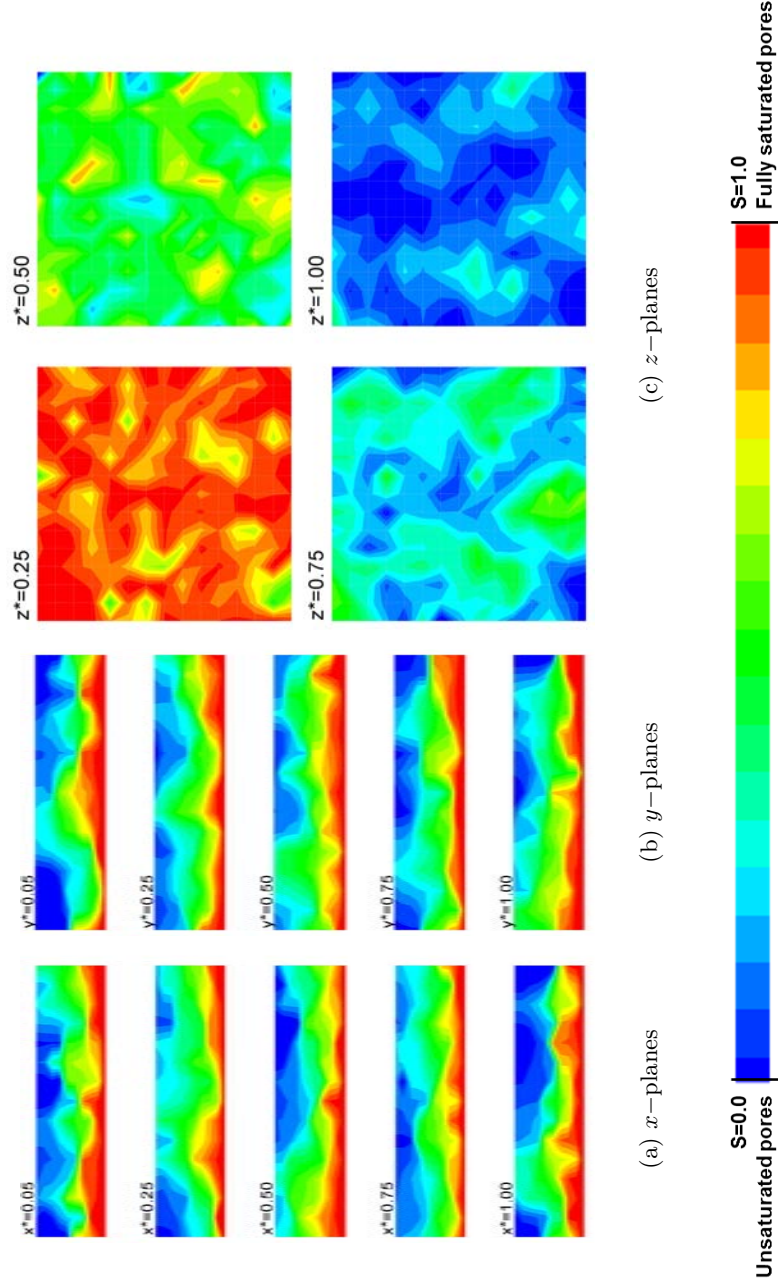 x*=0.05
x*=0.25
x*=0.50
x*=0.75
x*=1.00
(a) x−planes
y*=0.05
y*=0.25
y*=0.50
y*=0.75
y*=1.00
(b) y−planes
z*=0.25
z*=0.50
z*=0.75
z*=1.00
(c) z−planes
S=0.0
Unsaturated pores
S=1.0
Fully saturated pores